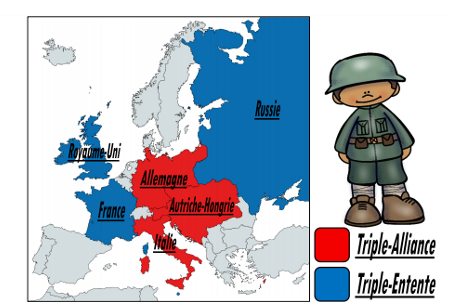 Russie
Royaume-Uni
Allemagne
France
Autriche-Hongrie
Italie
Triple-Alliance
Triple-Entente